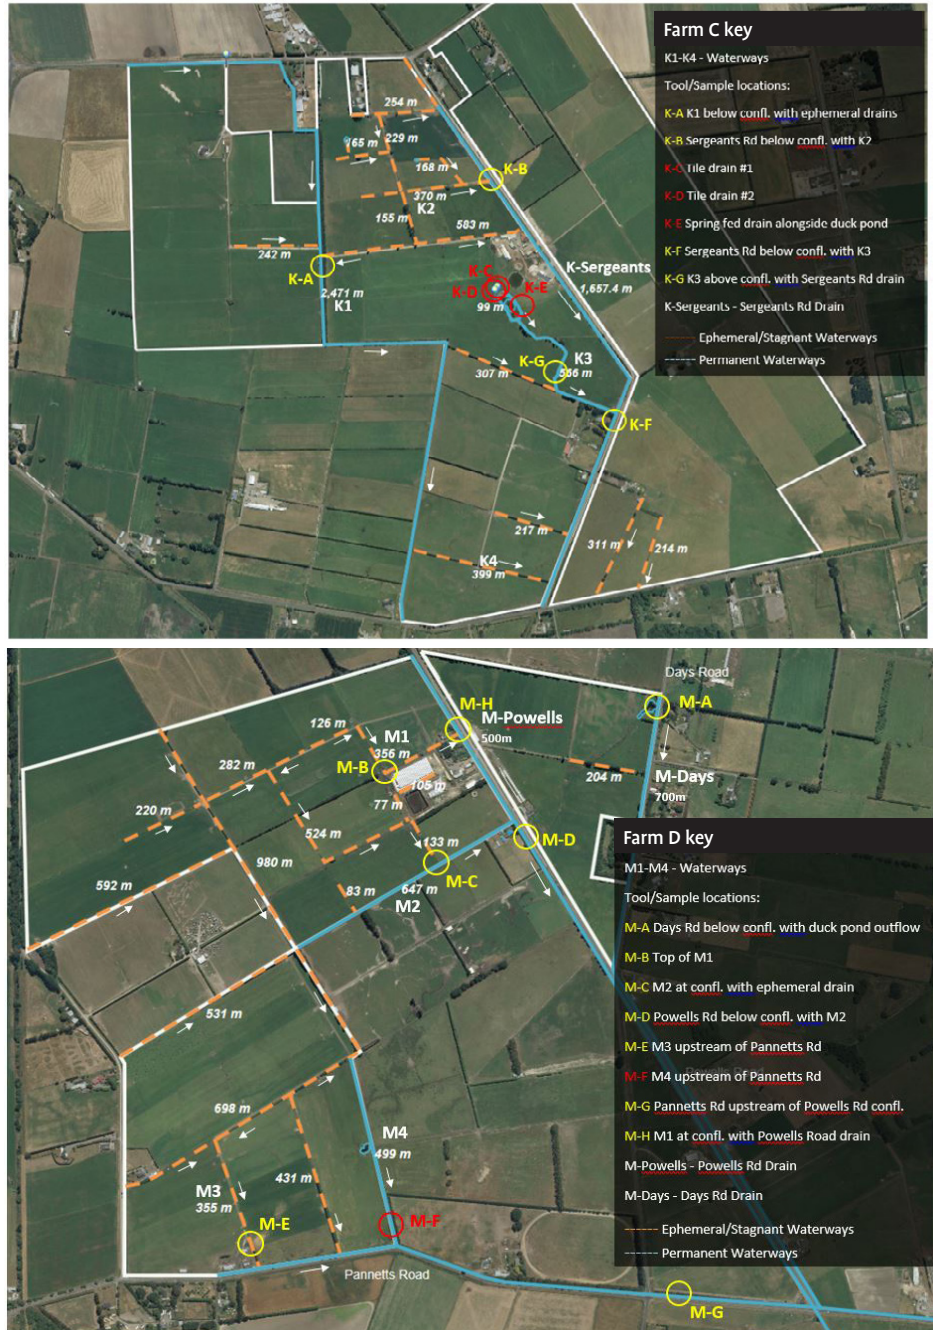 Farm C key
K1-K4 - Waterways
Tool/Sample locations:
K-A K1 below confl. with ephemeral drains
K-B Sergeants Rd below confl. with K2
K-C Tile drain #1
K-D Tile drain #2
K-E Spring fed drain alongside duck pond
K-F Sergeants Rd below confl. with K3
K-G K3 above confl. with Sergeants Rd drain
K-Sergeants - Sergeants Rd Drain
Ephemeral/Stagnant Waterways
Permanent Waterways
254 m
165 m
229 m
168 m
K-B
370 m
K2
155 m
583 m
242 m
K-A
2,471 m
K1
K-C
K-D
K-E
99 m
K-Sergeants
1,657.4 m
K-G
K3
556 m
307 m
K-F
217 m
K4
399 m
311 m
214 m
Days Road
M-H
M-A
126 m
M1
M-Powells
500m
356 m
282 m
M-B
105 m
204 m
M-Days
700m
77 m
220 m
524 m
133 m
M-D
980 m
M-C
592 m
83 m
647 m
M2
531 m
698 m
M4
499 m
M3
355 m
431 m
M-E
M-F
Pannetts Road
M-G
Powells Road
Farm D key
M1-M4 - Waterways
Tool/Sample locations:
M-A Days Rd below confl. with duck pond outflow
M-B Top of M1
M-C M2 at confl. with ephemeral drain
M-D Powells Rd below confl. with M2
M-E M3 upstream of Pannetts Rd
M-F M4 upstream of Pannetts Rd
M-G Pannetts Rd upstream of Powells Rd confl.
M-H M1 at confl. with Powells Road drain
M-Powells - Powells Rd Drain
M-Days - Days Rd Drain
Ephemeral/Stagnant Waterways
Permanent Waterways